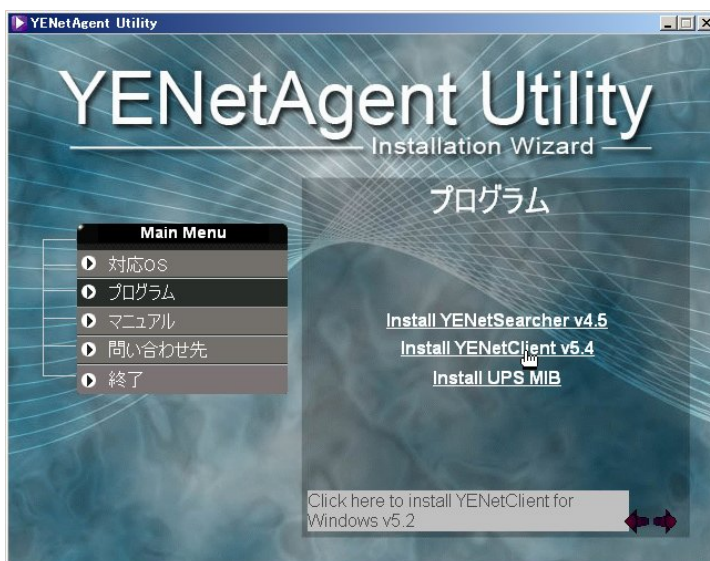 YENetAgent Utility
YENetAgent Utility
Installation Wizard
プログラム
Main Menu
対応OS
プログラム
マニュアル
問い合わせ先
終了
Install YENetSearcher v4.5
Install YENetClient v5.4
Install UPS MIB
Click here to install YENetClient for
Windows v5.2